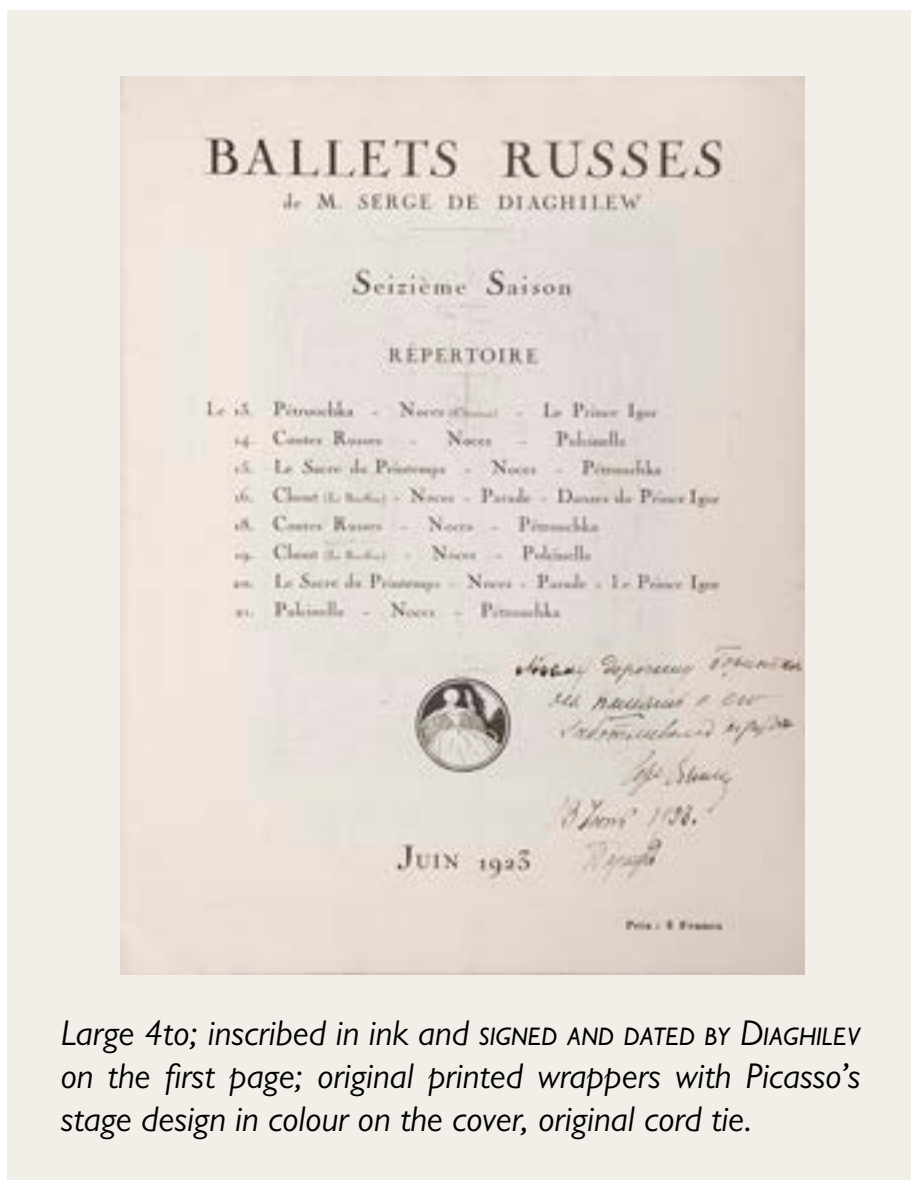 BALLETS RUSSES
de M. SERGE DE DIAGHILEW
Seizième Saison
RÉPERTOIRE
Le 13. Pétrouchka - Noces - Le Prince Igor
14. Contes Russes - Noces - Pulcinella
15. Le Sacre du Printemps - Noces - Pétrouchka
16. Chout - Noces - Parade - Danses du Prince Igor
18. Contes Russes - Noces - Pétrouchka
19. Chout - Noces - Pulcinella
20. Le Sacre du Printemps - Noces - Parade - Le Prince Igor
21. Pulcinella - Noces - Pétrouchka
дорогому
JUIN 1923
Prix : 2 Francs
Large 4to; inscribed in ink and SIGNED AND DATED BY DIAGHILEV
on the first page; original printed wrappers with Picasso's
stage design in colour on the cover, original cord tie.